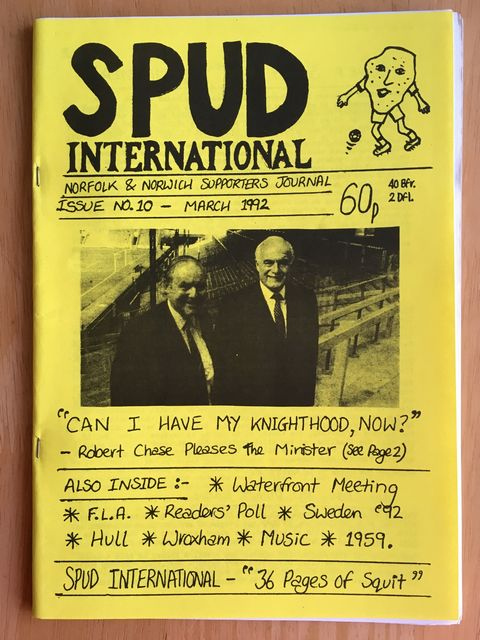 SPUD
INTERNATIONAL
NORFOLK & NORWICH SUPPORTERS JOURNAL
ISSUE NO. 10 - MARCH 1992
60p
40 Bfr.
2 Dfl.
"CAN I HAVE MY KNIGHTHOOD, NOW?"
- Robert Chase Pleases the Minister (see Page 2)
ALSO INSIDE :- * Waterfront Meeting
* F.L.A. * Readers' Poll * Sweden '92
* Hull * Wroxham * Music * 1959.
SPUD INTERNATIONAL - "36 Pages of Squit"